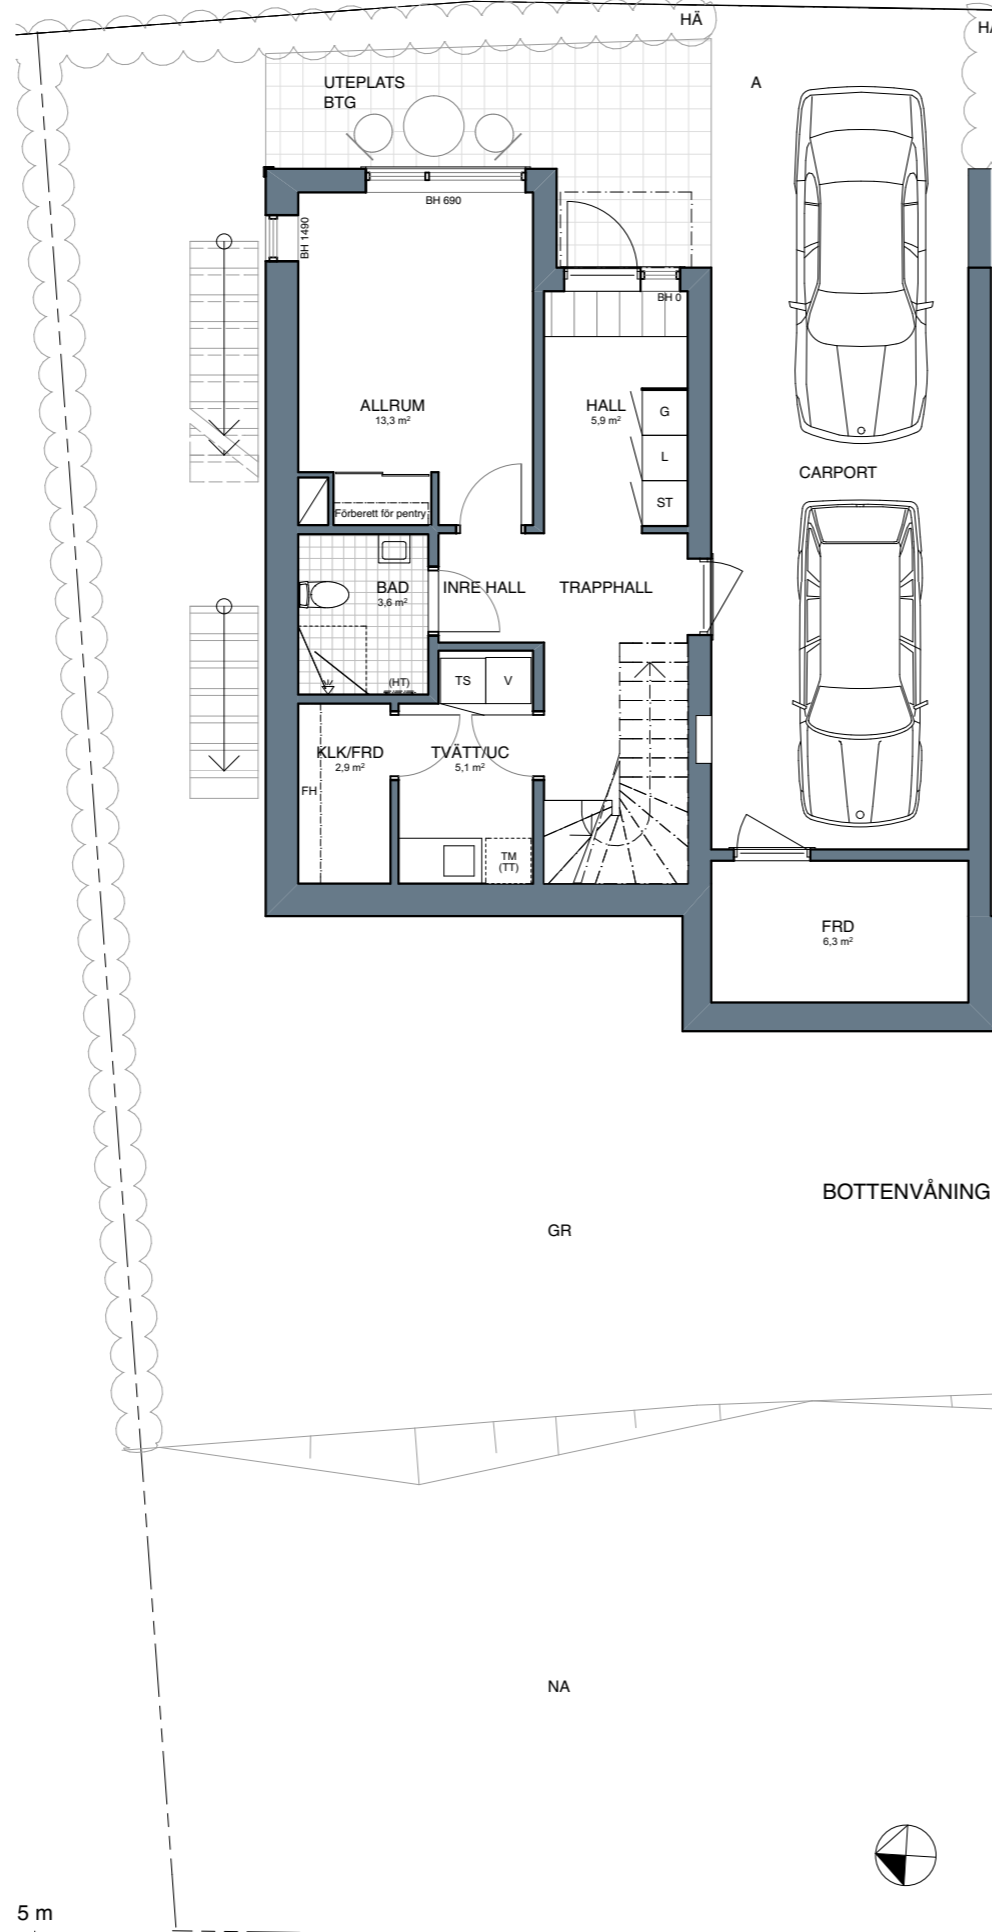 HÄ
UTEPLATS
BTG
A
BH 690
BH 1490
BH 0
ALLRUM
13,3 m²
HALL
5,9 m²
G
L
ST
CARPORT
Förberett för pentry
BAD
3,6 m²
INRE HALL
TRAPPHALL
(HT)
TS
V
KLK/FRD
2,9 m²
TVÄTT/UC
5,1 m²
FH
TM
(TT)
FRD
6,3 m²
BOTTENVÅNING
GR
NA
5 m